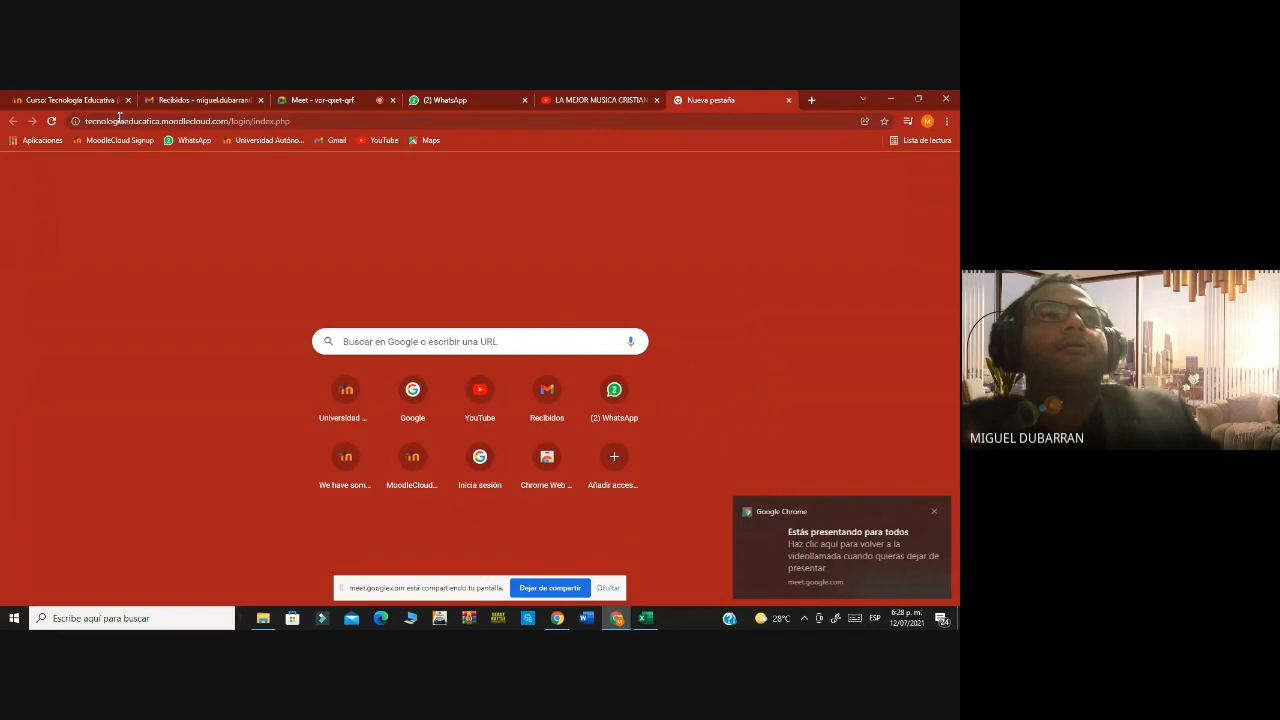 Curso: Tecnología Educativa (
Recibidos - miguel.dubarran@
Meet - vor-qxet-qrf
(2) WhatsApp
LA MEJOR MUSICA CRISTIAN
Nueva pestaña
tecnologiaeducatica.moodlecloud.com/login/index.php
Aplicaciones
MoodleCloud Signup
WhatsApp
Universidad Autóno...
Gmail
YouTube
Maps
Lista de lectura
Buscar en Google o escribir una URL
Universidad ...
Google
YouTube
Recibidos
(2) WhatsApp
We have som...
MoodleCloud...
Inicia sesión
Chrome Web ...
Añadir acces...
MIGUEL DUBARRAN
Google Chrome
Estás presentando para todos
Haz clic aquí para volver a la
videollamada cuando quieras dejar de
presentar
meet.google.com
meet.google.com está compartiendo tu pantalla.
Dejar de compartir
Ocultar
Escribe aquí para buscar
28°C
ESP
6:28 p. m.
12/07/2021
24